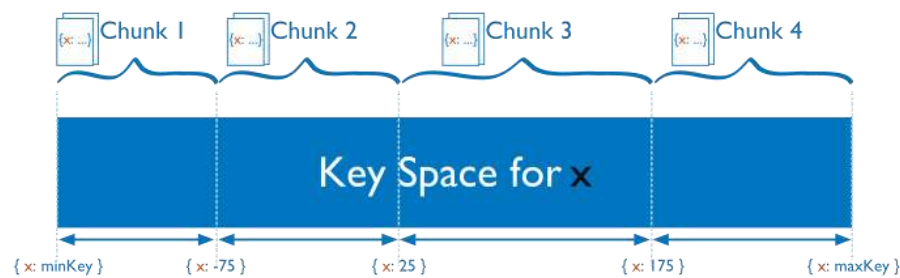 {x: ...} Chunk 1 {x: ...} Chunk 2 {x: ...} Chunk 3 {x: ...} Chunk 4
Key Space for x
{ x: minKey } { x: -75 } { x: 25 } { x: 175 } { x: maxKey }